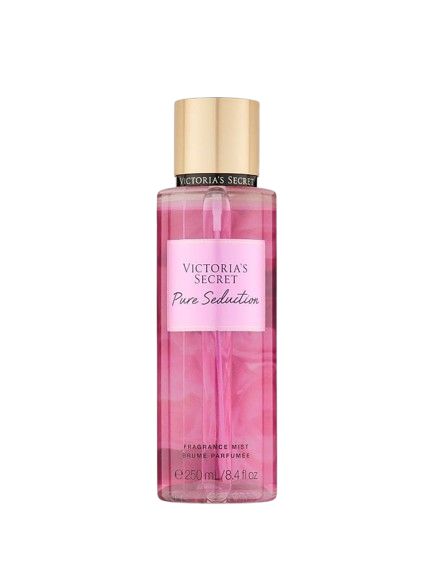 VICTORIA'S SECRET
VICTORIA'S
SECRET
Pure Seduction
FRAGRANCE MIST
BRUME PARFUMÉE
℮250 mL/8.4 fl oz